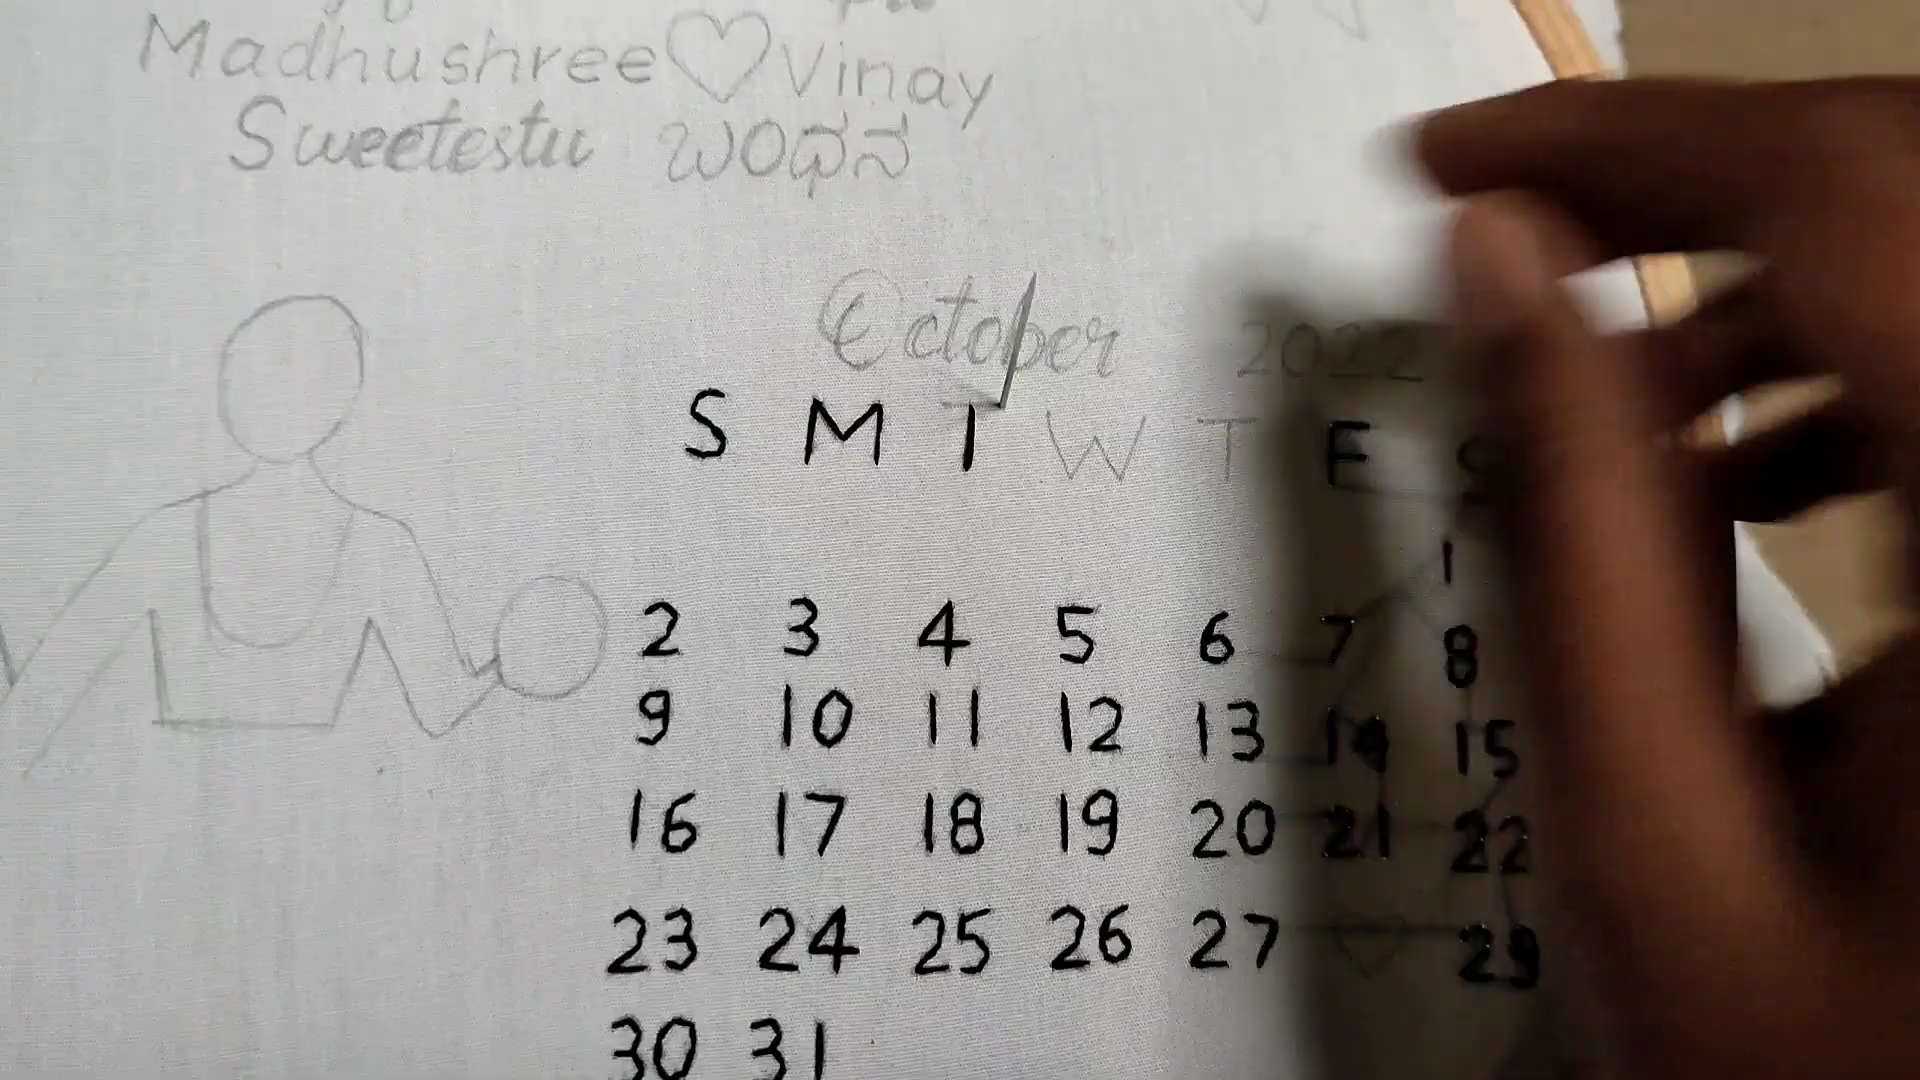 Madhushree Vinay
Sweetestu ಬಂಧನ
October 2022
S M T W T F S
1
2 3 4 5 6 7 8
9 10 11 12 13 14 15
16 17 18 19 20 21 22
23 24 25 26 27 29
30 31